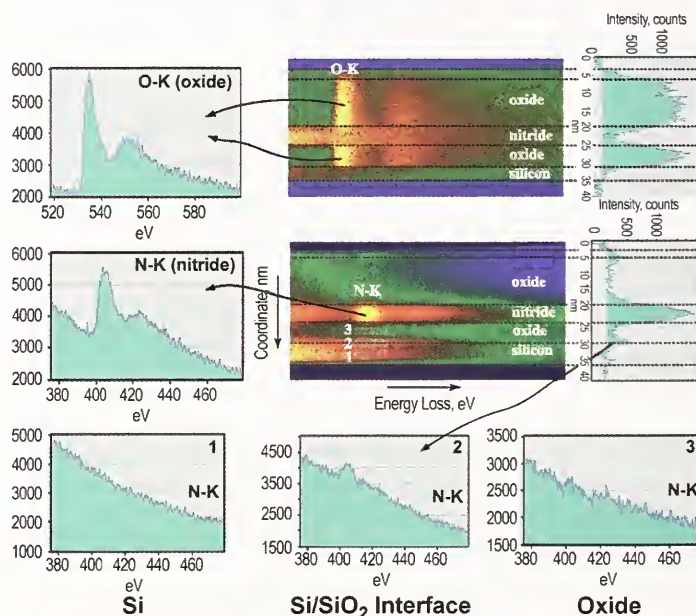 Intensity, counts
0 500 1000
6000
5000
4000
3000
2000
O-K (oxide)
520 540 560 580
eV
O-K
oxide
nitride
oxide
silicon
0 5 10 15 20 25 30 35 40
nm
Intensity, counts
0 500 1000
6000
5000
4000
3000
2000
N-K (nitride)
380 400 420 440 460
eV
Coordinate, nm
N-K
oxide
nitride
oxide
silicon
3
2
1
Energy Loss, eV
0 5 10 15 20 25 30 35 40
nm
5000
4000
3000
2000
1000
1
N-K
380 400 420 440 460
eV
Si
4500
3500
2500
1500
2
N-K
380 400 420 440 460
eV
Si/SiO₂ Interface
3500
3000
2500
2000
1500
3
N-K
380 400 420 440 460
eV
Oxide